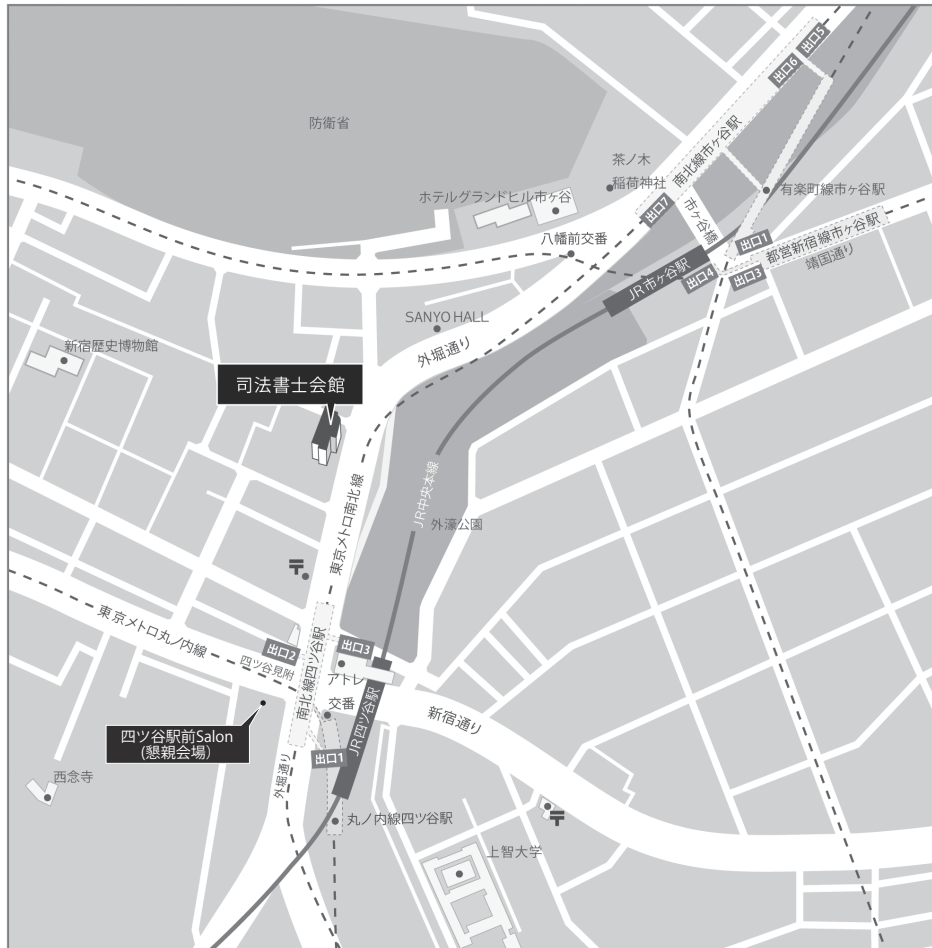 出口5
出口6
防衛省
南北線市ヶ谷駅
茶ノ木
稲荷神社
ホテルグランドヒル市ヶ谷
有楽町線市ヶ谷駅
出口7
市ヶ谷橋
八幡前交番
出口1
都営新宿線市ヶ谷駅
靖国通り
JR市ヶ谷駅
出口4
出口3
SANYO HALL
外堀通り
新宿歴史博物館
司法書士会館
JR中央本線
東京メトロ南北線
外濠公園
〒
東京メトロ丸ノ内線
出口2
南北線四ツ谷駅
出口3
四ツ谷見附
アトレ
交番
JR四ツ谷駅
新宿通り
四ツ谷駅前Salon
(懇親会場)
出口1
外堀通り
西念寺
丸ノ内線四ツ谷駅
〒
上智大学